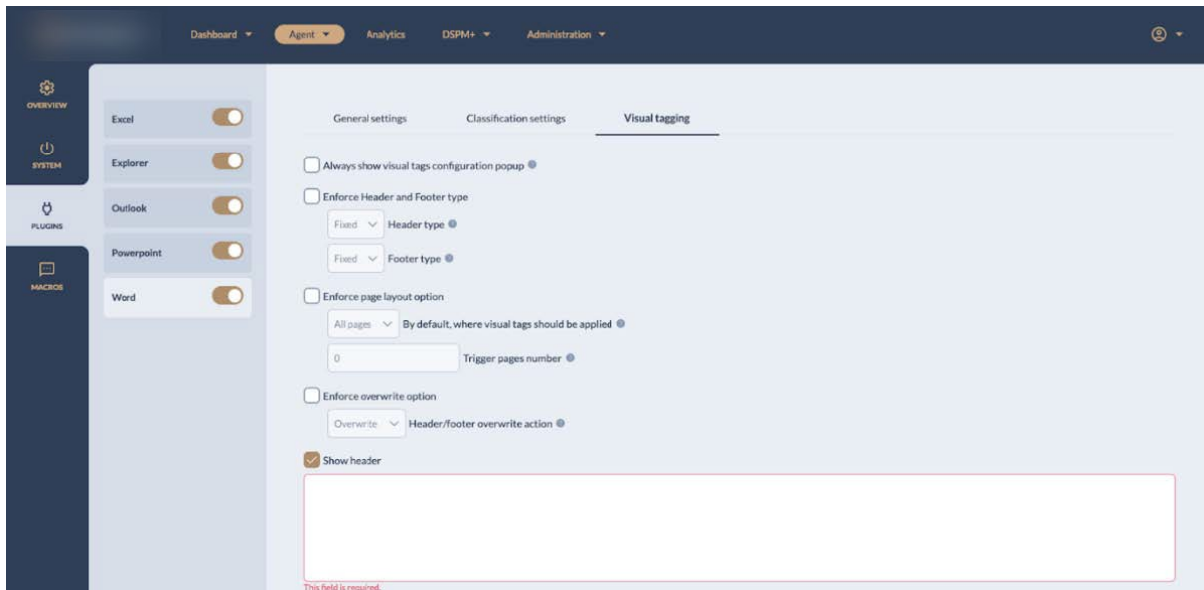 Dashboard Agent Analytics DSPM+ Administration
OVERVIEW
SYSTEM
PLUGINS
MACROS
Excel
Explorer
Outlook
Powerpoint
Word
General settings Classification settings Visual tagging
Always show visual tags configuration popup
Enforce Header and Footer type
Fixed Header type
Fixed Footer type
Enforce page layout option
All pages By default, where visual tags should be applied
0 Trigger pages number
Enforce overwrite option
Overwrite Header/footer overwrite action
Show header
This field is required.